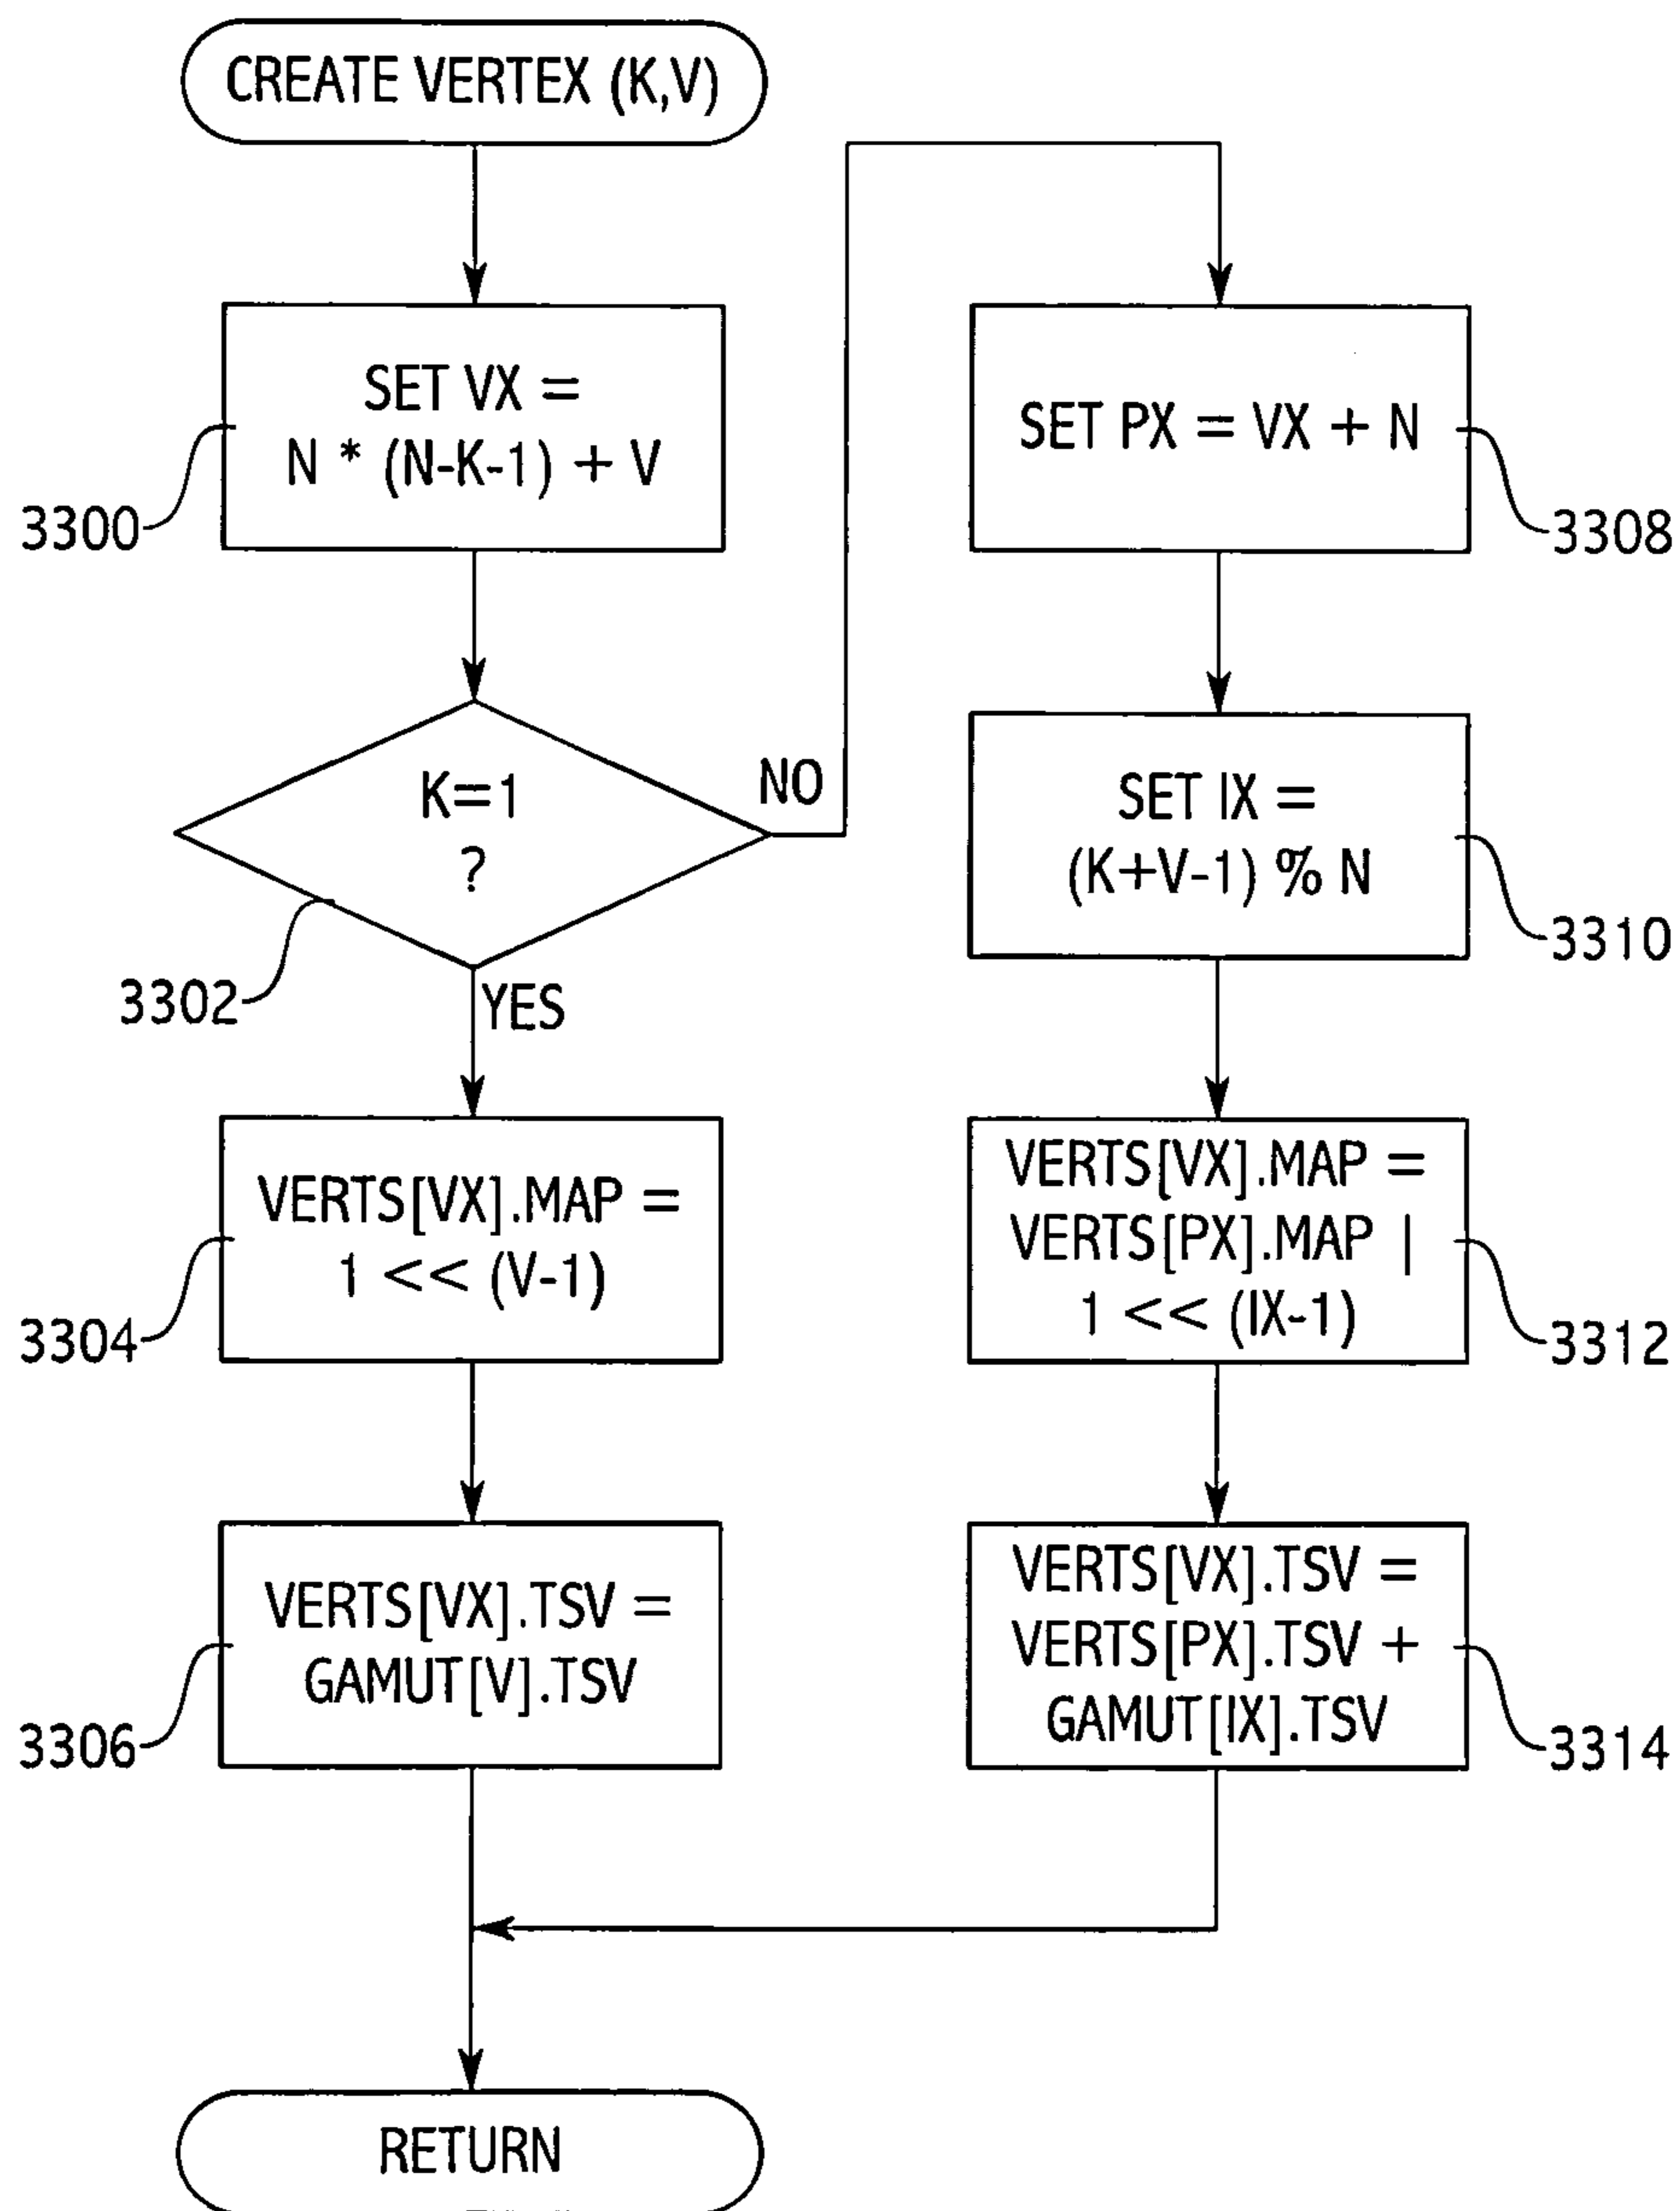 CREATE VERTEX (K,V)
SET VX =
N * (N-K-1) + V
3300
K=1
?
NO
3302
YES
VERTS[VX].MAP =
1 << (V-1)
3304
VERTS[VX].TSV =
GAMUT[V].TSV
3306
SET PX = VX + N
3308
SET IX =
(K+V-1) % N
3310
VERTS[VX].MAP =
VERTS[PX].MAP |
1 << (IX-1)
3312
VERTS[VX].TSV =
VERTS[PX].TSV +
GAMUT[IX].TSV
3314
RETURN